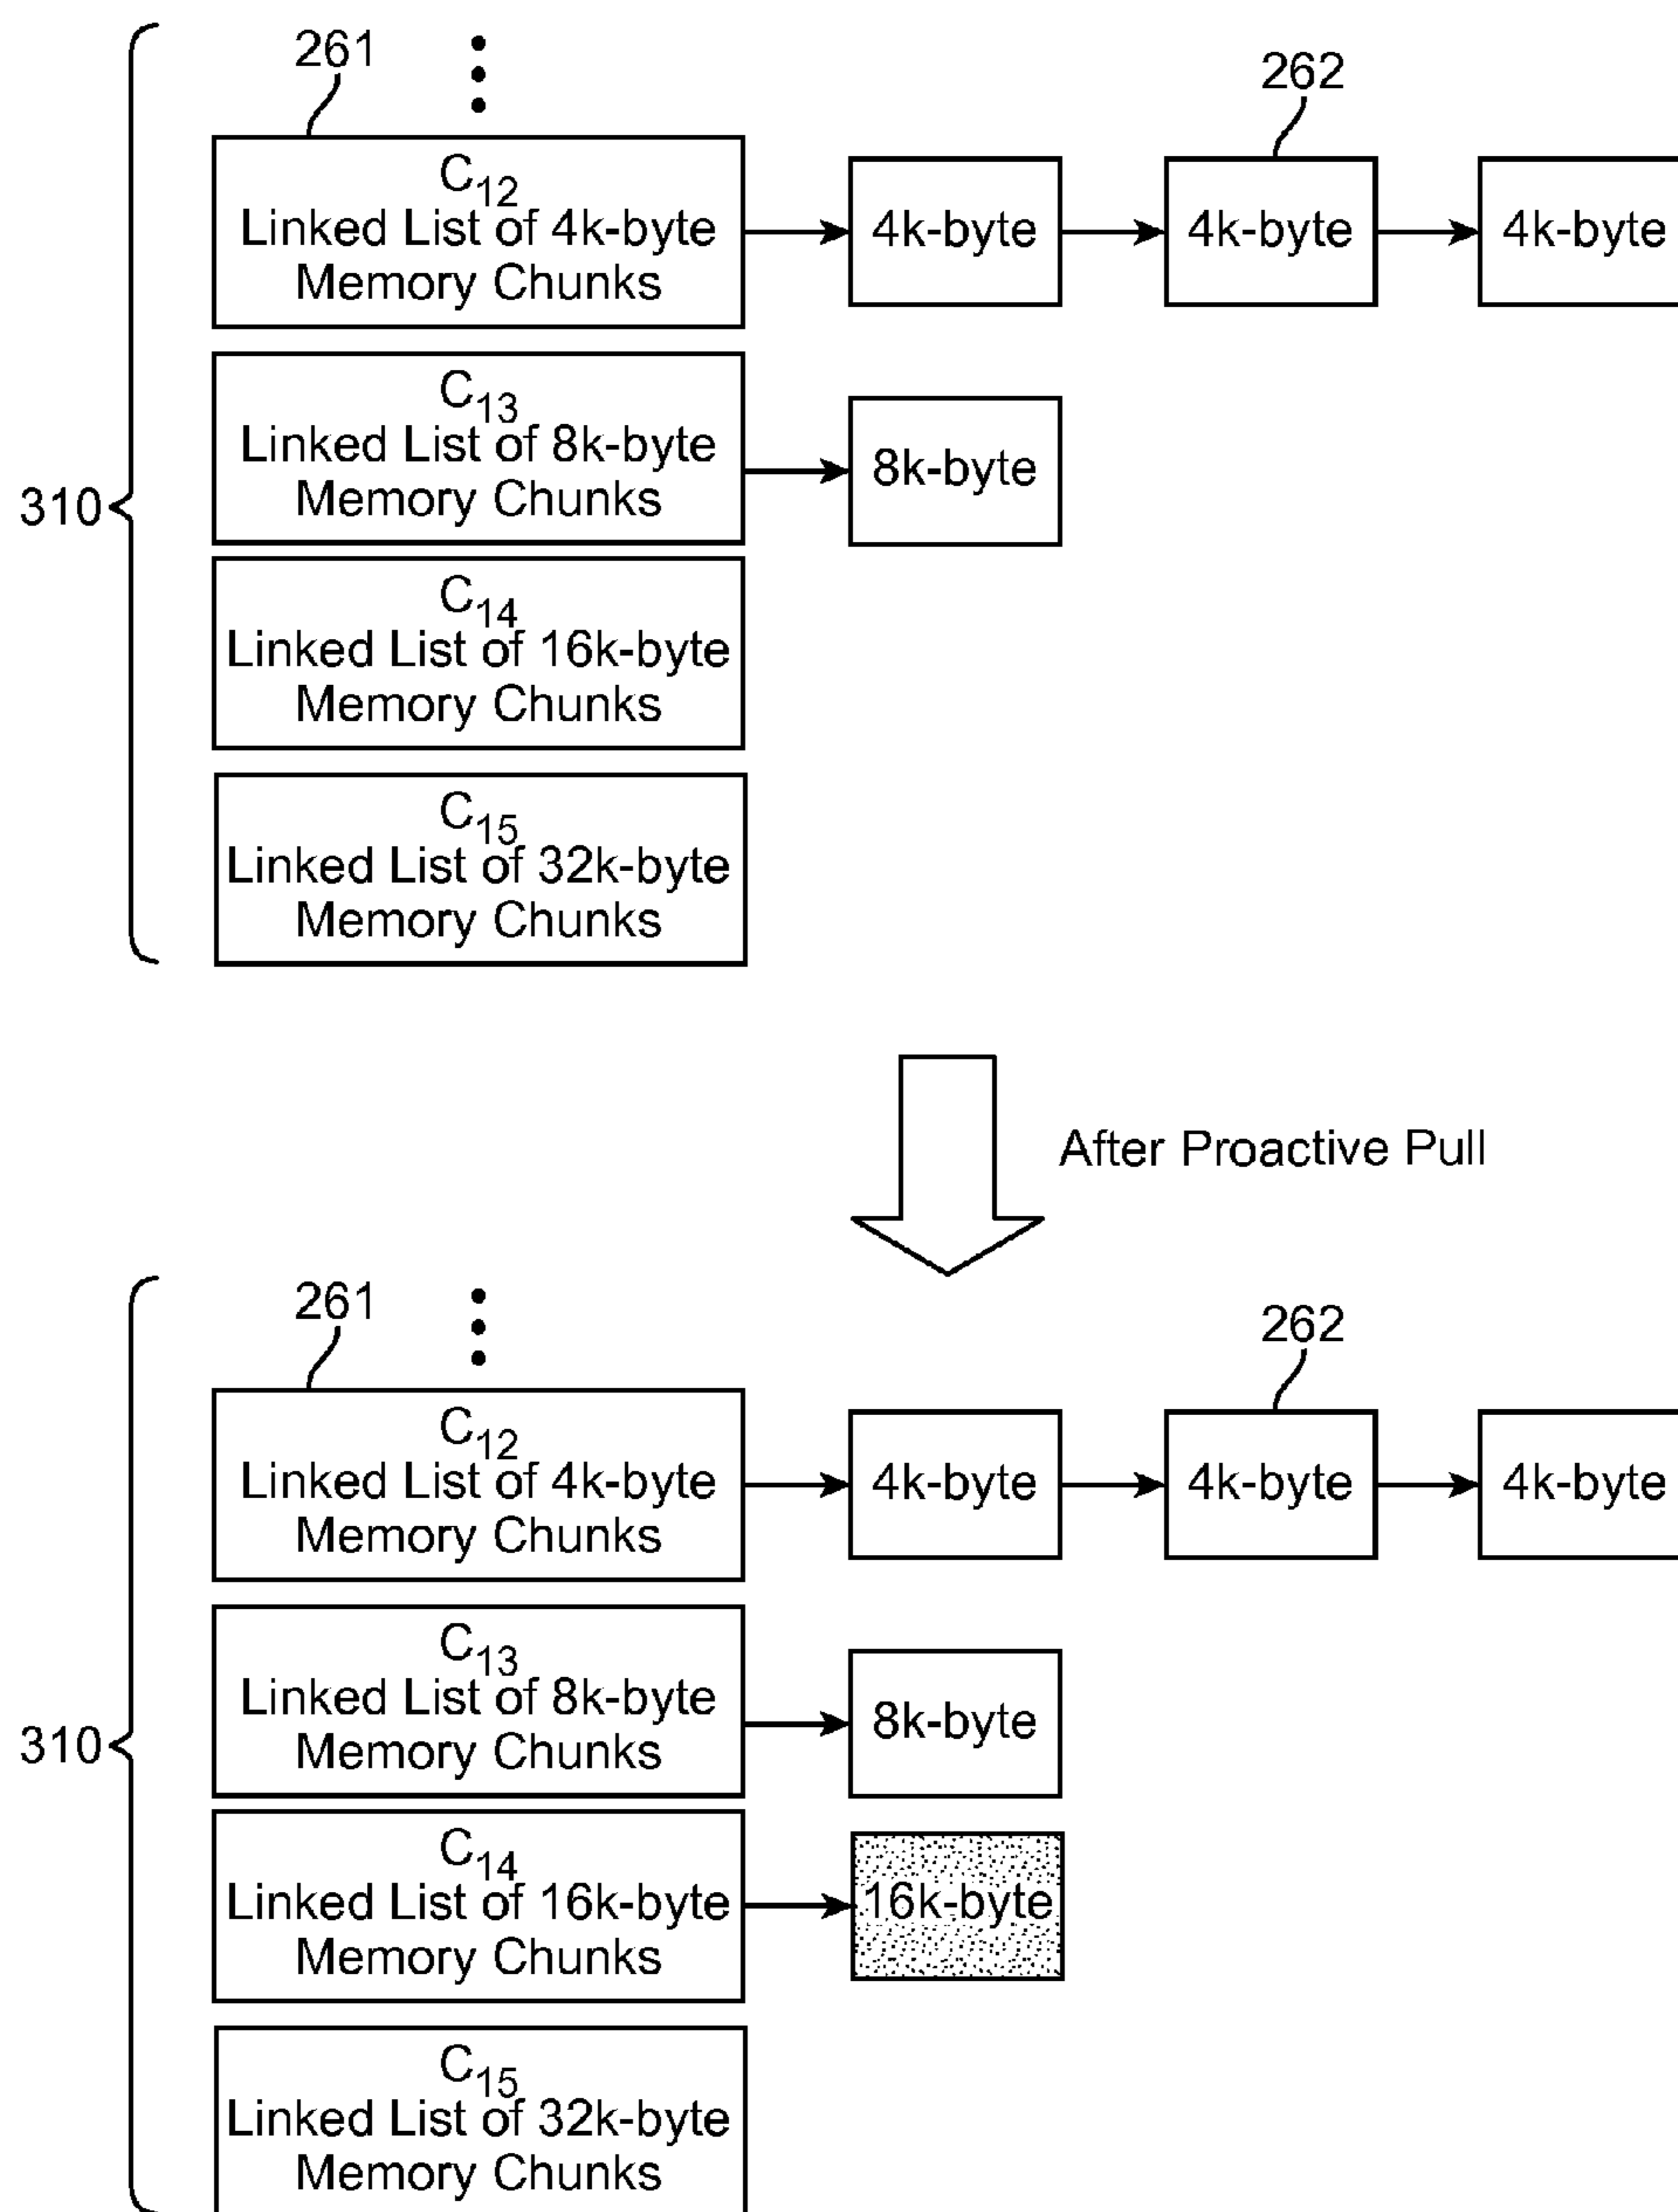 261
262
C12
Linked List of 4k-byte
Memory Chunks
4k-byte
4k-byte
4k-byte
C13
Linked List of 8k-byte
Memory Chunks
8k-byte
310
C14
Linked List of 16k-byte
Memory Chunks
C15
Linked List of 32k-byte
Memory Chunks
After Proactive Pull
261
262
C12
Linked List of 4k-byte
Memory Chunks
4k-byte
4k-byte
4k-byte
C13
Linked List of 8k-byte
Memory Chunks
8k-byte
310
C14
Linked List of 16k-byte
Memory Chunks
16k-byte
C15
Linked List of 32k-byte
Memory Chunks